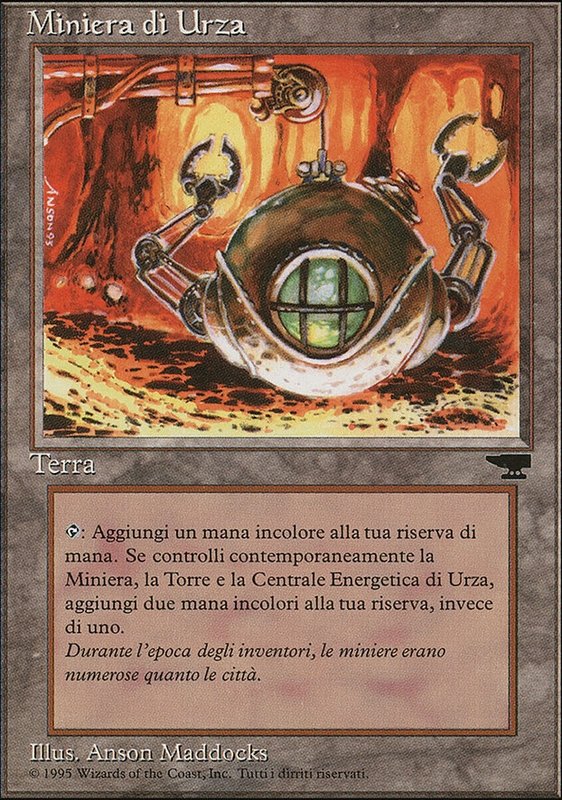 Miniera di Urza
ANSON93
Terra
: Aggiungi un mana incolore alla tua riserva di
mana. Se controlli contemporaneamente la
Miniera, la Torre e la Centrale Energetica di Urza,
aggiungi due mana incolori alla tua riserva, invece
di uno.
Durante l'epoca degli inventori, le miniere erano
numerose quanto le città.
Illus. Anson Maddocks
© 1995 Wizards of the Coast, Inc. Tutti i dirriti riservati.